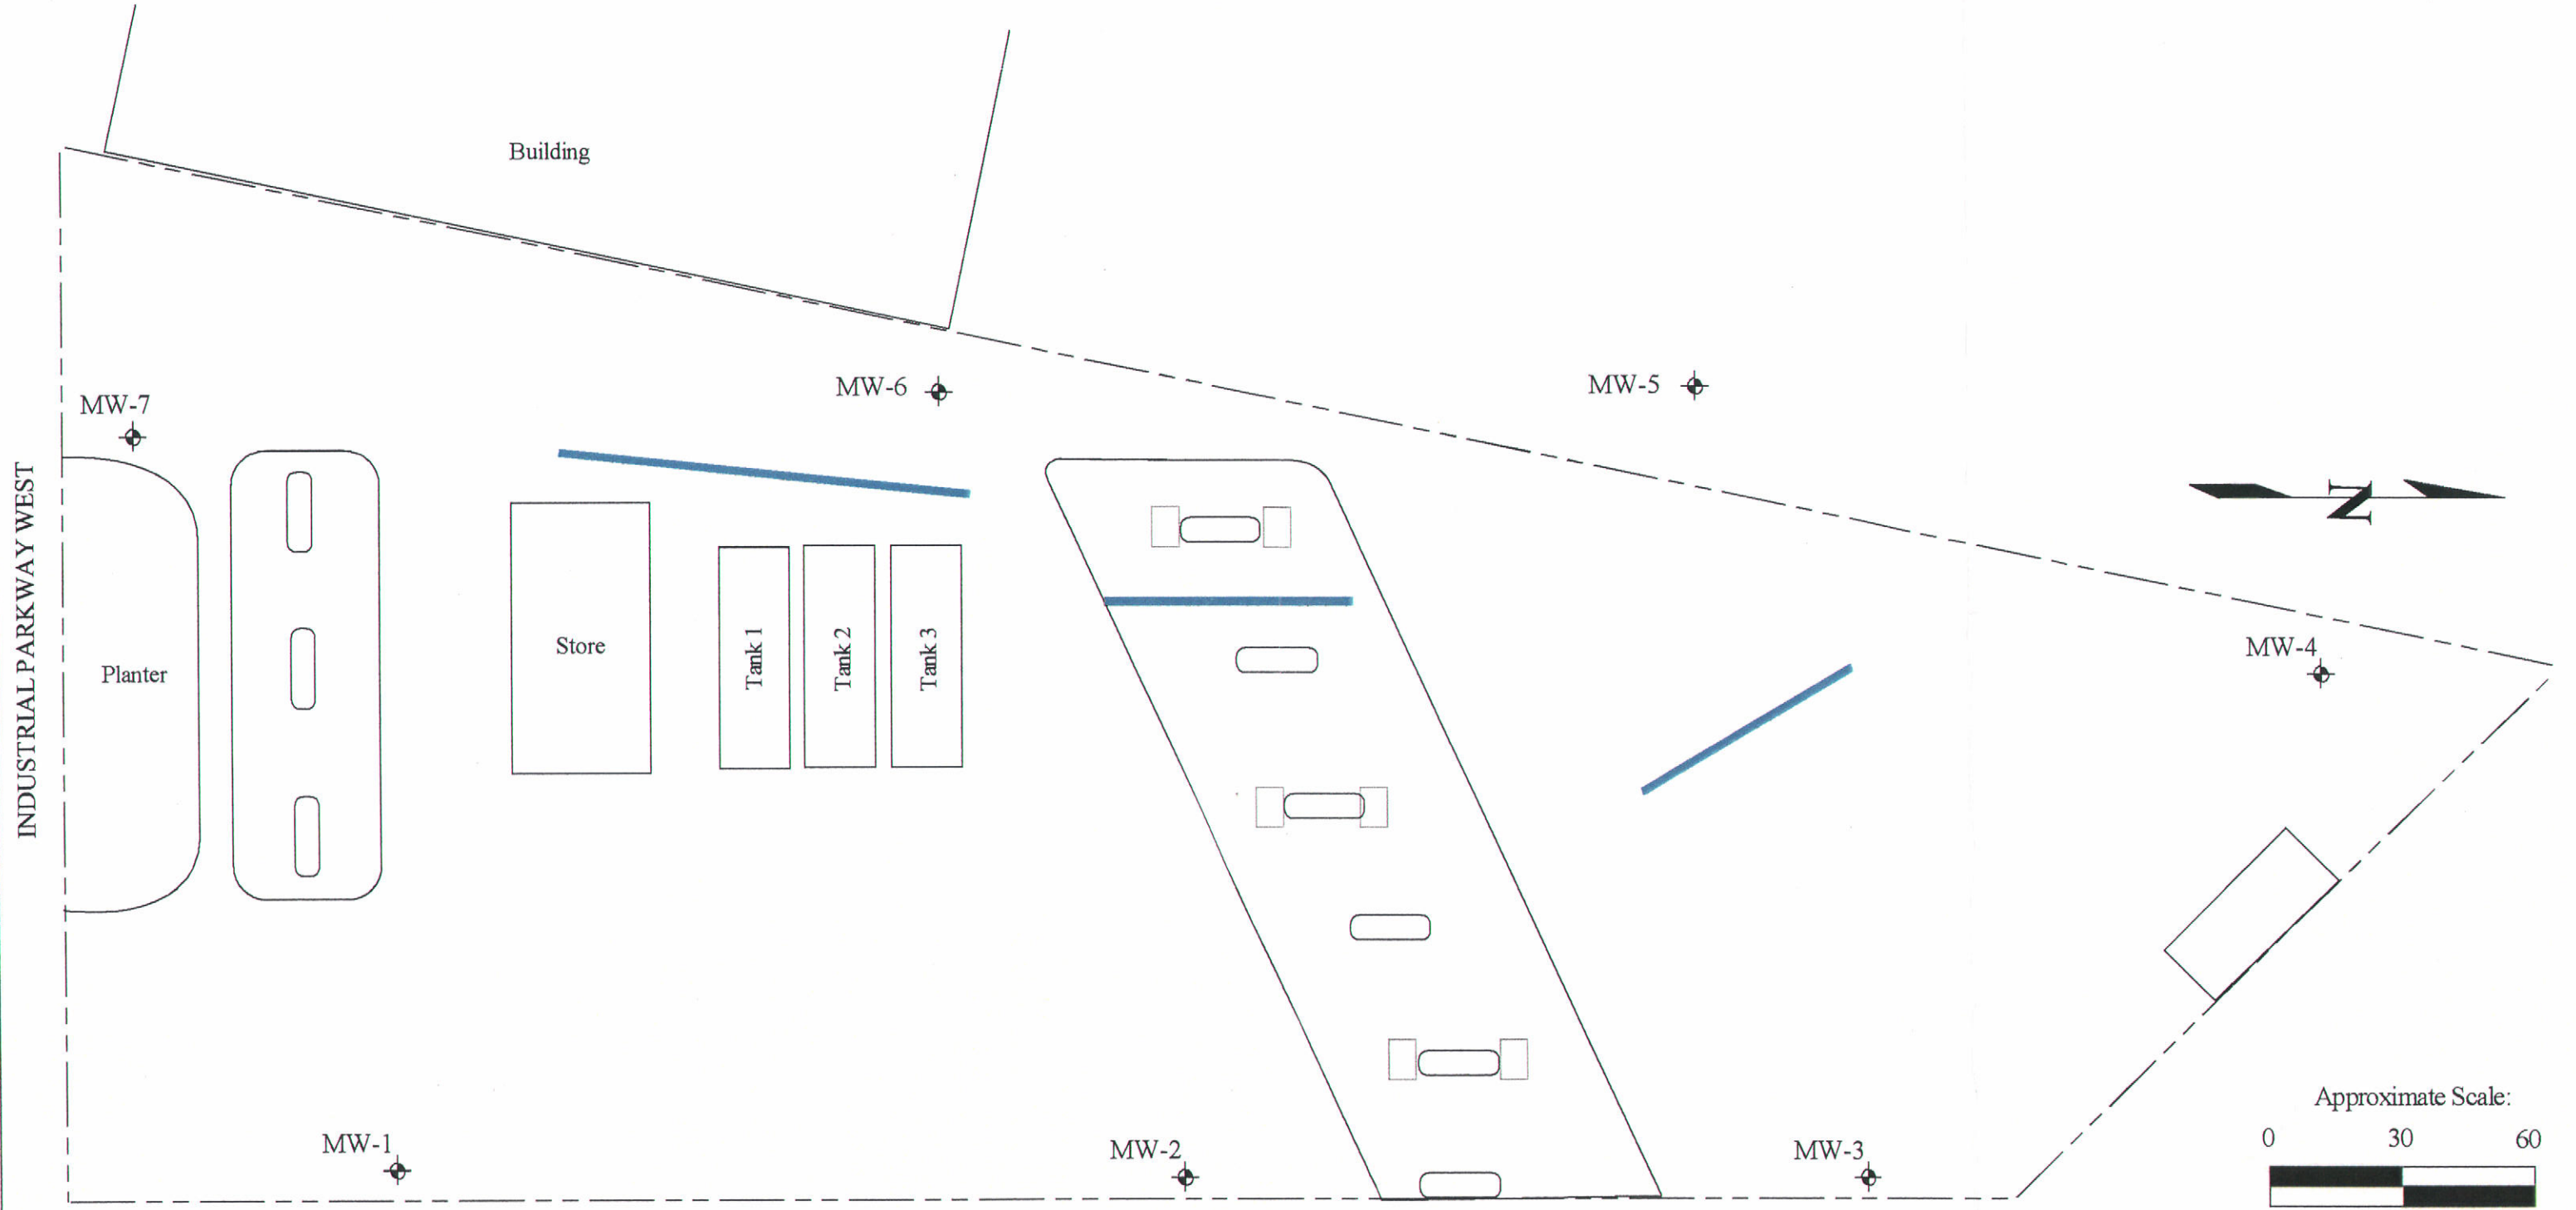 Building
MW-6
MW-5
MW-7
INDUSTRIAL PARKWAY WEST
N
Store
Tank 1
Tank 2
Tank 3
Planter
MW-4
Approximate Scale:
0 30 60
MW-1
MW-2
MW-3